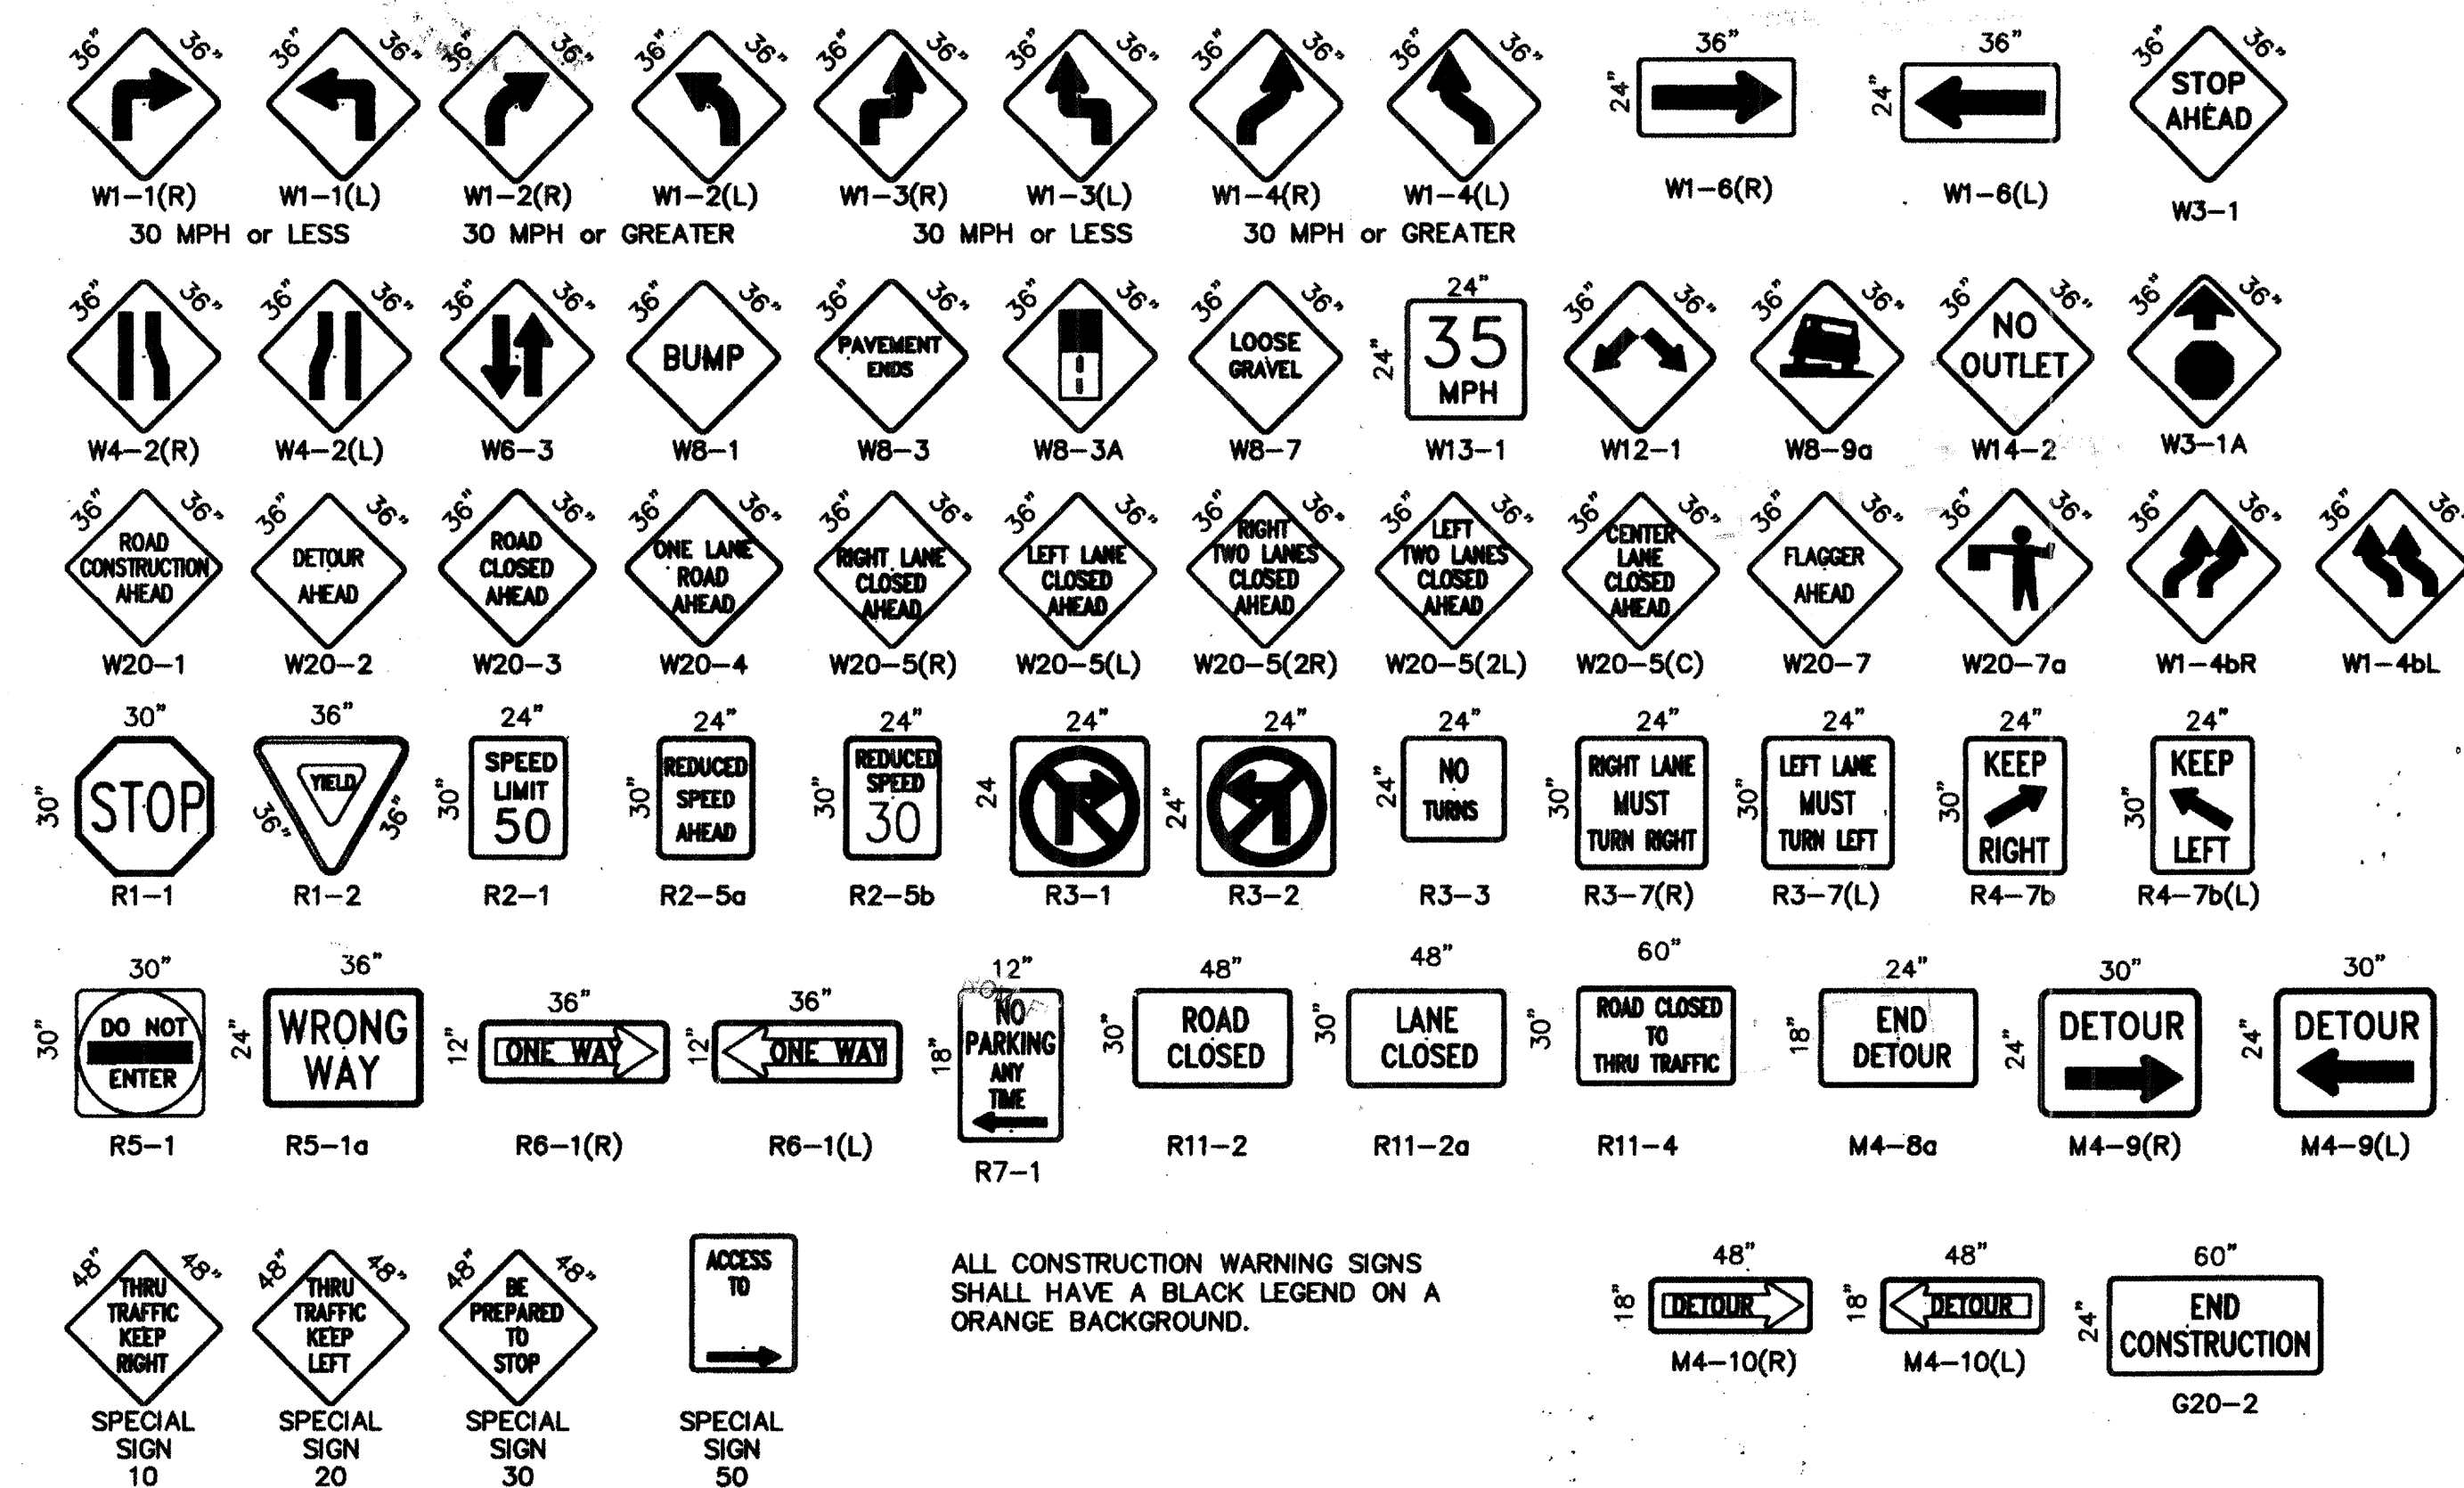 36" 36" 36" 36" 36" 36" 36" 36" 36" 36" 36" 36" 36" 36" 36" 36" 36" 36" 36" 36"
24" 24" STOP
AHEAD
W1-1(R) W1-1(L) W1-2(R) W1-2(L) W1-3(R) W1-3(L) W1-4(R) W1-4(L) W1-6(R) W1-6(L) W3-1
30 MPH or LESS 30 MPH or GREATER 30 MPH or LESS 30 MPH or GREATER
36" 36" 36" 36" 36" 36" 36" 36" 36" 36" 36" 36" 36" 36" 24" 36" 36" 36" 36" 36" 36" 36" 36"
BUMP
PAVEMENT
ENDS
LOOSE
GRAVEL
24"
35
MPH
NO
OUTLET
W4-2(R) W4-2(L) W6-3 W8-1 W8-3 W8-3A W8-7 W13-1 W12-1 W8-9a W14-2 W3-1A
36" 36" 36" 36" 36" 36" 36" 36" 36" 36" 36" 36" 36" 36" 36" 36" 36" 36" 36" 36" 36" 36" 36" 36" 36" 36"
ROAD
CONSTRUCTION
AHEAD
DETOUR
AHEAD
ROAD
CLOSED
AHEAD
ONE LANE
ROAD
AHEAD
RIGHT LANE
CLOSED
AHEAD
LEFT LANE
CLOSED
AHEAD
RIGHT
TWO LANES
CLOSED
AHEAD
LEFT
TWO LANES
CLOSED
AHEAD
CENTER
LANE
CLOSED
AHEAD
FLAGGER
AHEAD
W20-1 W20-2 W20-3 W20-4 W20-5(R) W20-5(L) W20-5(2R) W20-5(2L) W20-5(C) W20-7 W20-7a W1-4bR W1-4bL
30" 36" 24" 24" 24" 24" 24" 24" 24" 24" 24" 24"
30"
STOP
YIELD
36" 36"
30"
SPEED
LIMIT
50
30"
REDUCED
SPEED
AHEAD
30"
REDUCED
SPEED
30
24
24"
24"
NO
TURNS
30"
RIGHT LANE
MUST
TURN RIGHT
30"
LEFT LANE
MUST
TURN LEFT
30"
KEEP
RIGHT
30"
KEEP
LEFT
R1-1 R1-2 R2-1 R2-5a R2-5b R3-1 R3-2 R3-3 R3-7(R) R3-7(L) R4-7b R4-7b(L)
30" 36" 36" 36" 12" 48" 48" 60" 24" 30" 30"
30"
DO NOT
ENTER
24"
WRONG
WAY
12"
ONE WAY
12"
ONE WAY
18"
NO
PARKING
ANY
TIME
30"
ROAD
CLOSED
30"
LANE
CLOSED
30"
ROAD CLOSED
TO
THRU TRAFFIC
18"
END
DETOUR
24"
DETOUR
24"
DETOUR
R5-1 R5-1a R6-1(R) R6-1(L) R7-1 R11-2 R11-2a R11-4 M4-8a M4-9(R) M4-9(L)
48" 48" 48" 48" 48" 48"
THRU
TRAFFIC
KEEP
RIGHT
THRU
TRAFFIC
KEEP
LEFT
BE
PREPARED
TO
STOP
ACCESS
TO
ALL CONSTRUCTION WARNING SIGNS
SHALL HAVE A BLACK LEGEND ON A
ORANGE BACKGROUND.
48" 48" 60"
18"
DETOUR
18"
DETOUR
24"
END
CONSTRUCTION
M4-10(R) M4-10(L) G20-2
SPECIAL
SIGN
10
SPECIAL
SIGN
20
SPECIAL
SIGN
30
SPECIAL
SIGN
50